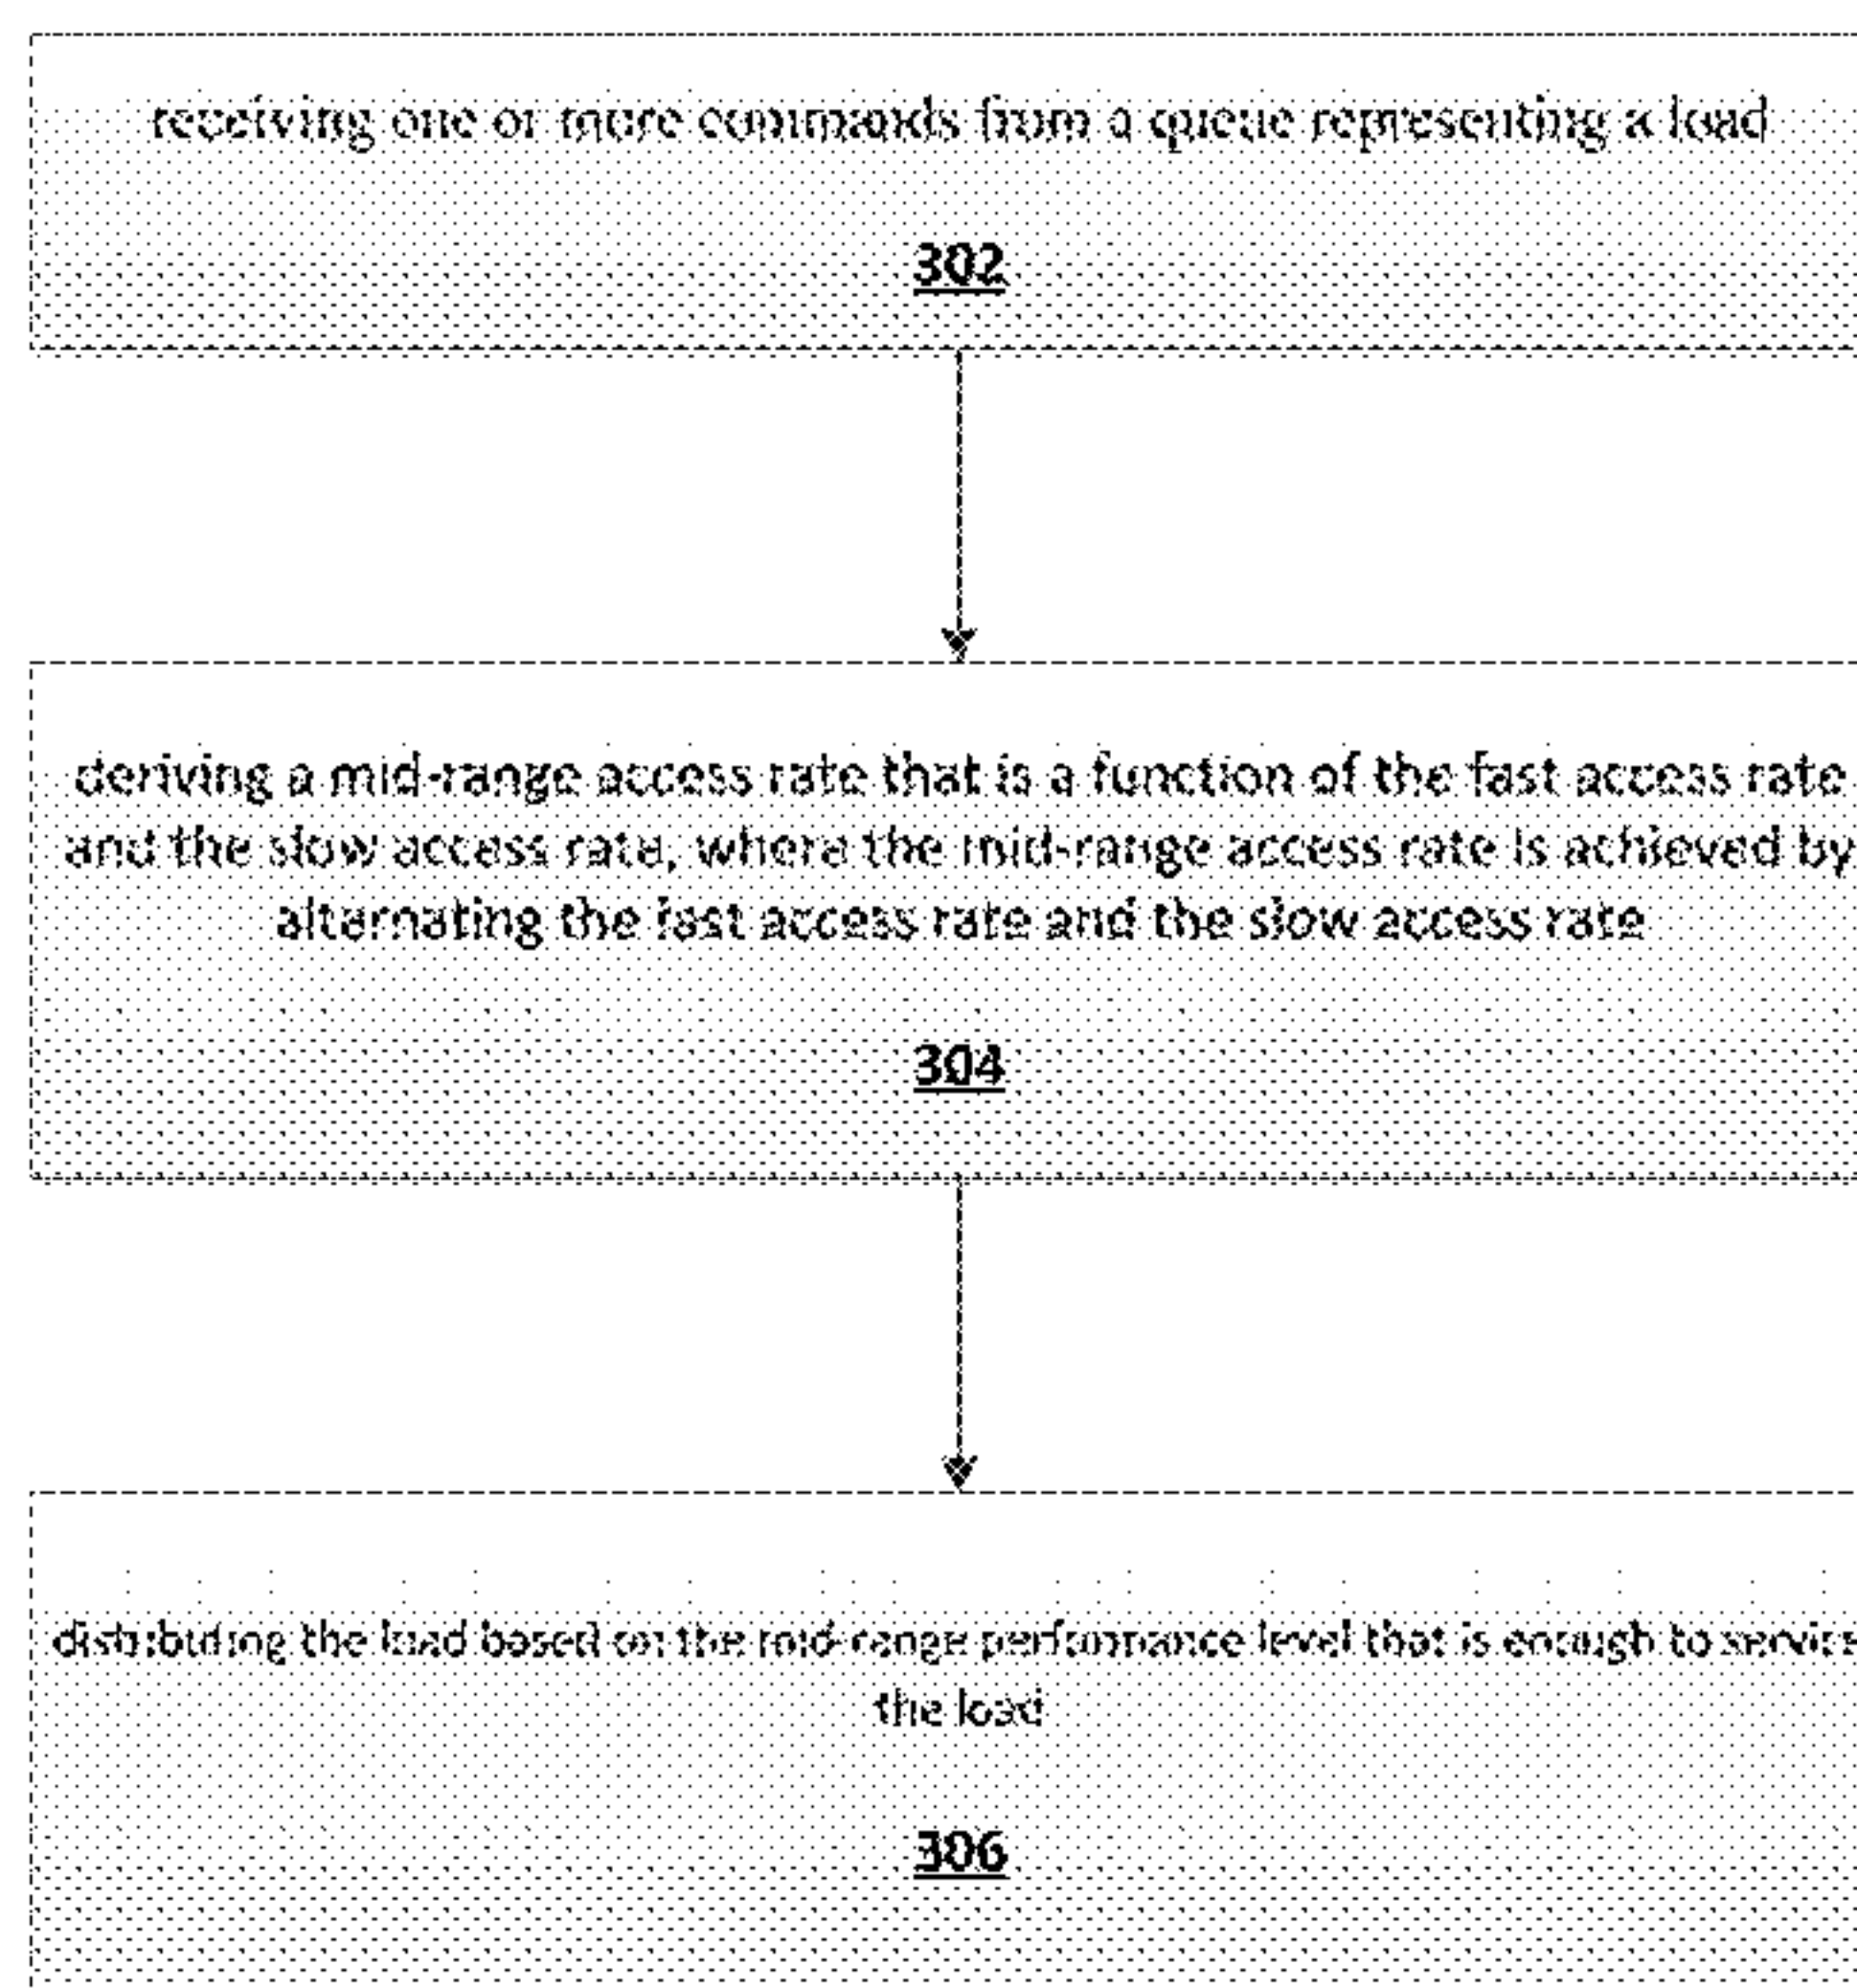 receiving one or more commands from a queue representing a load
302
deriving a mid-range access rate that is a function of the fast access rate
and the slow access rate, where the mid-range access rate is achieved by
alternating the fast access rate and the slow access rate
304
distributing the load based on the mid-range performance level that is enough to service
the load
306